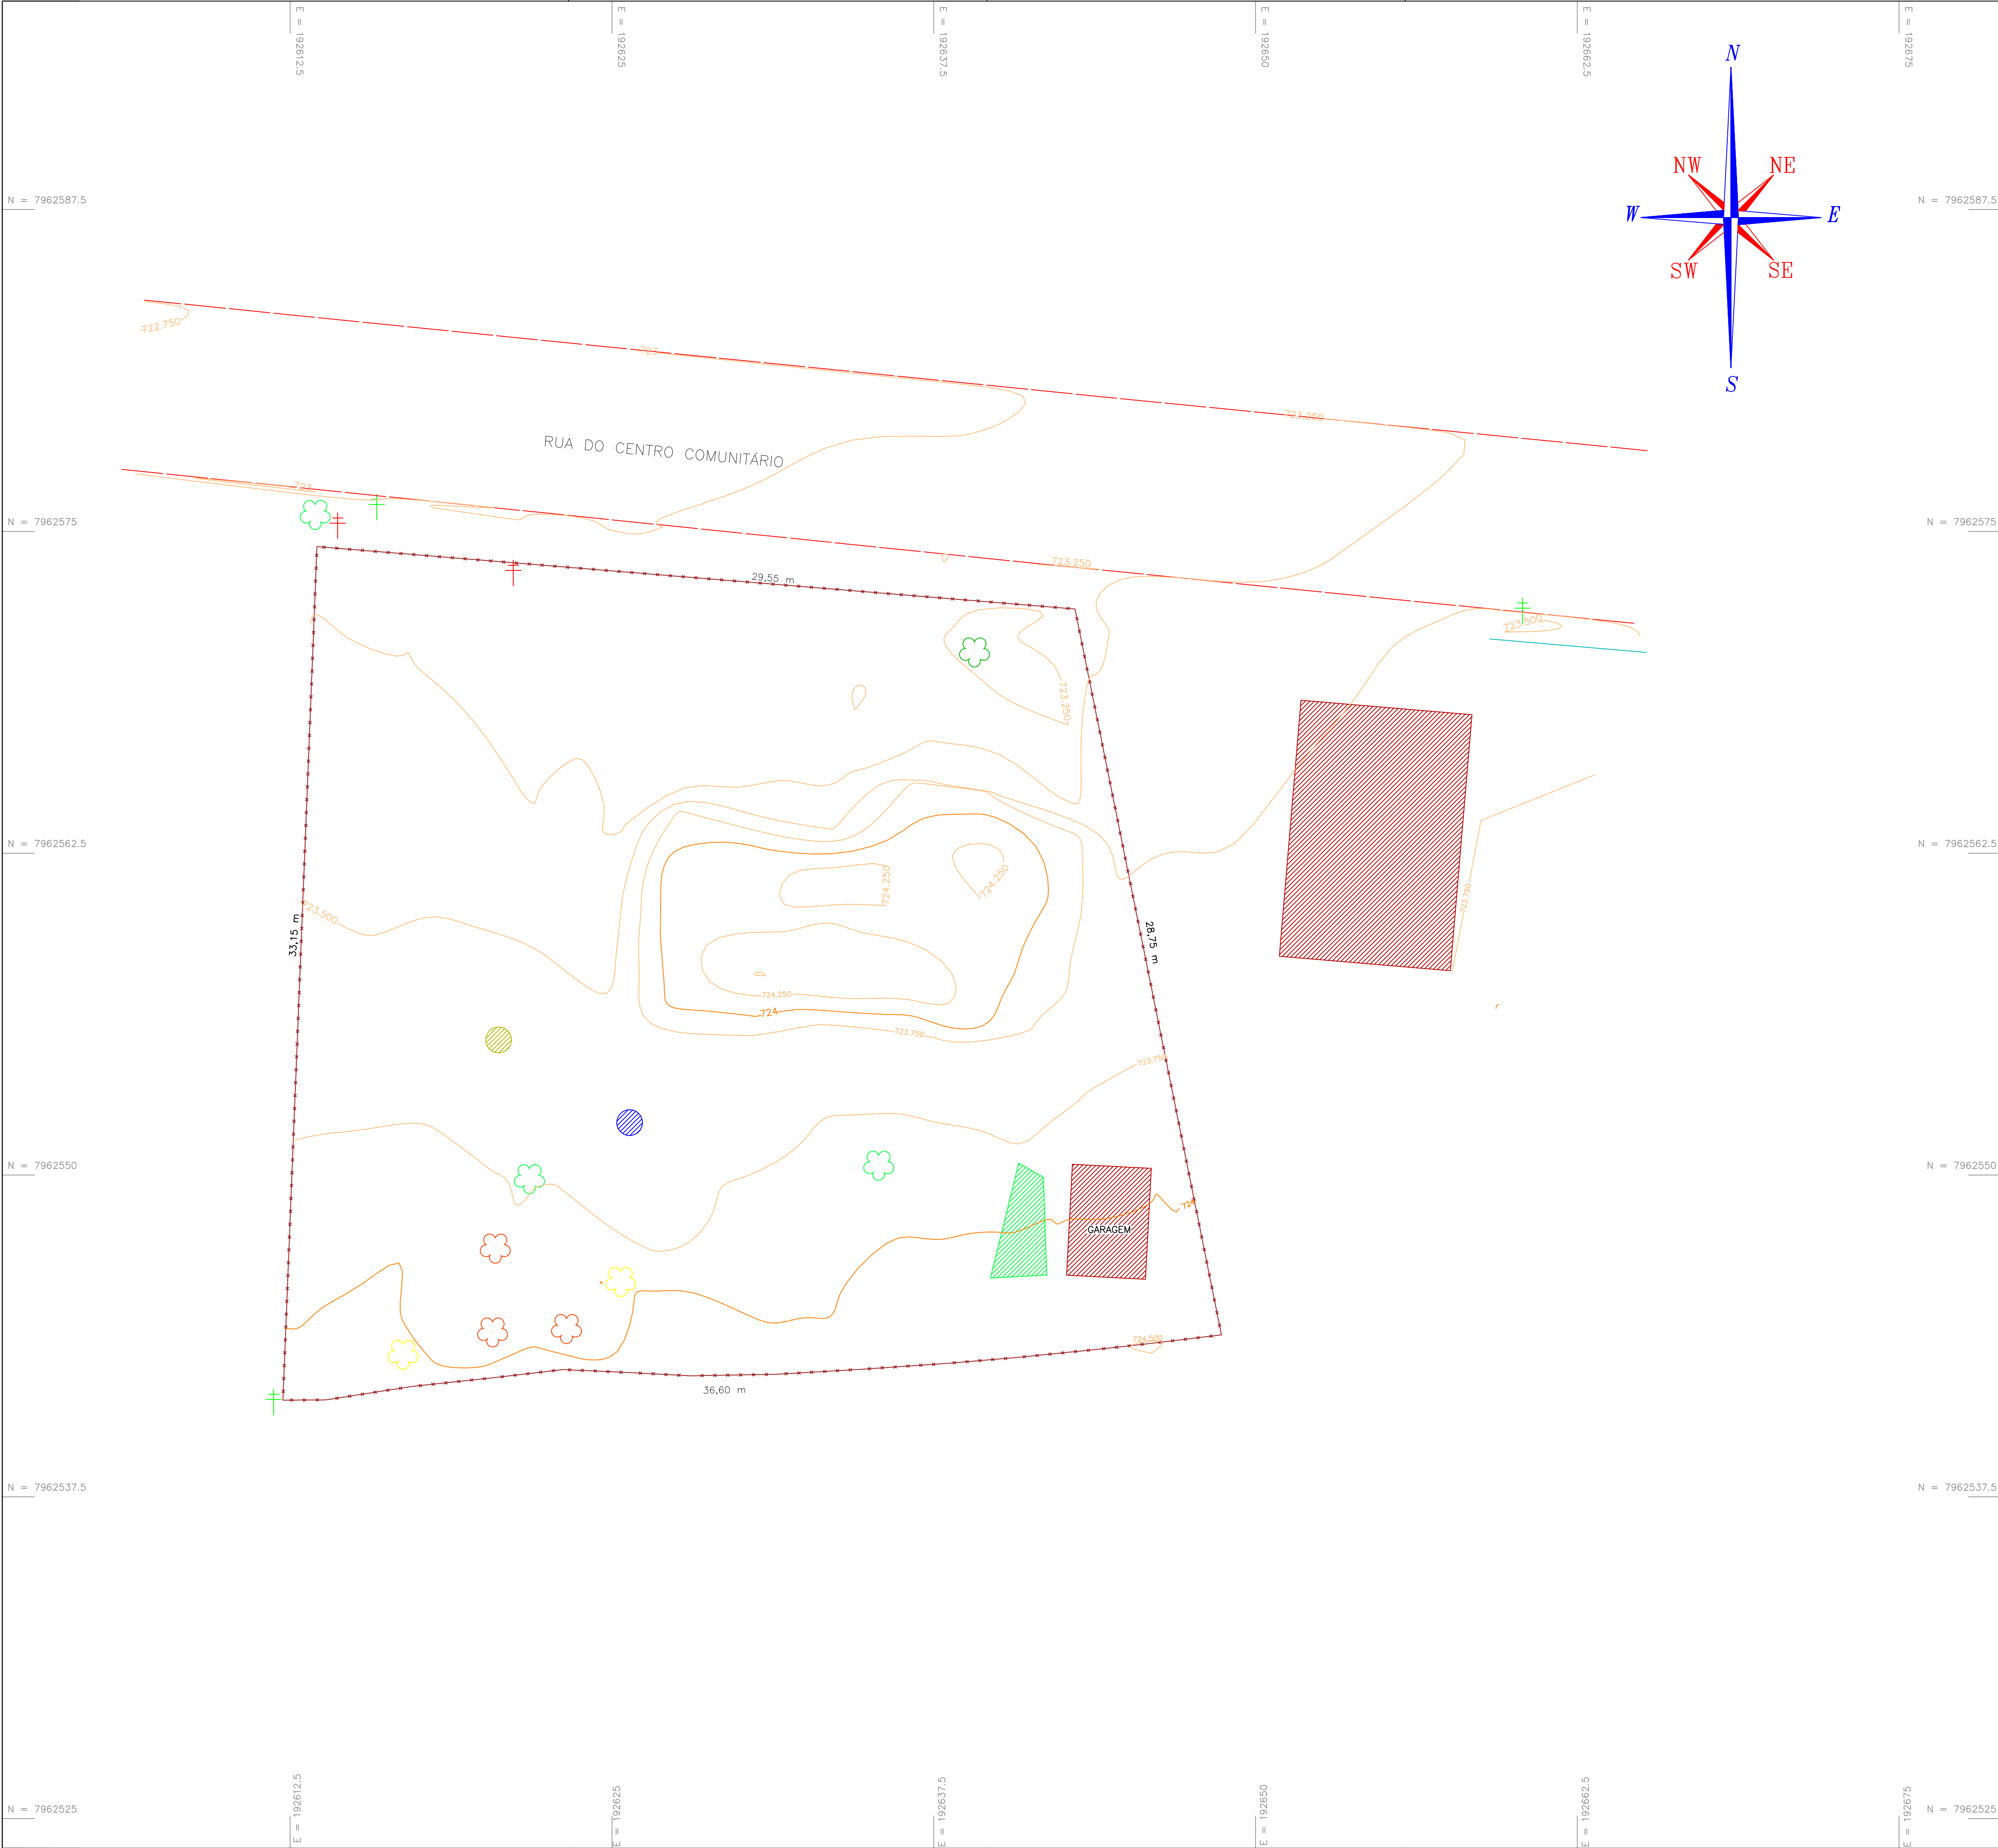 E = 192612.5
E = 192625
E = 192637.5
E = 192650
E = 192662.5
E = 192675
N
NW
NE
W
E
SW
SE
S
N = 7962587.5
N = 7962587.5
722.750
723
723.250
RUA DO CENTRO COMUNITÁRIO
723
N = 7962575
N = 7962575
723.250
29,55 m
723.500
723.250
N = 7962562.5
N = 7962562.5
724.250
724.250
723.500
723.750
33,15 m
28,75 m
724.250
724
723.750
723.750
N = 7962550
N = 7962550
724
GARAGEM
724.500
36,60 m
N = 7962537.5
N = 7962537.5
N = 7962525
N = 7962525
E = 192612.5
E = 192625
E = 192637.5
E = 192650
E = 192662.5
E = 192675